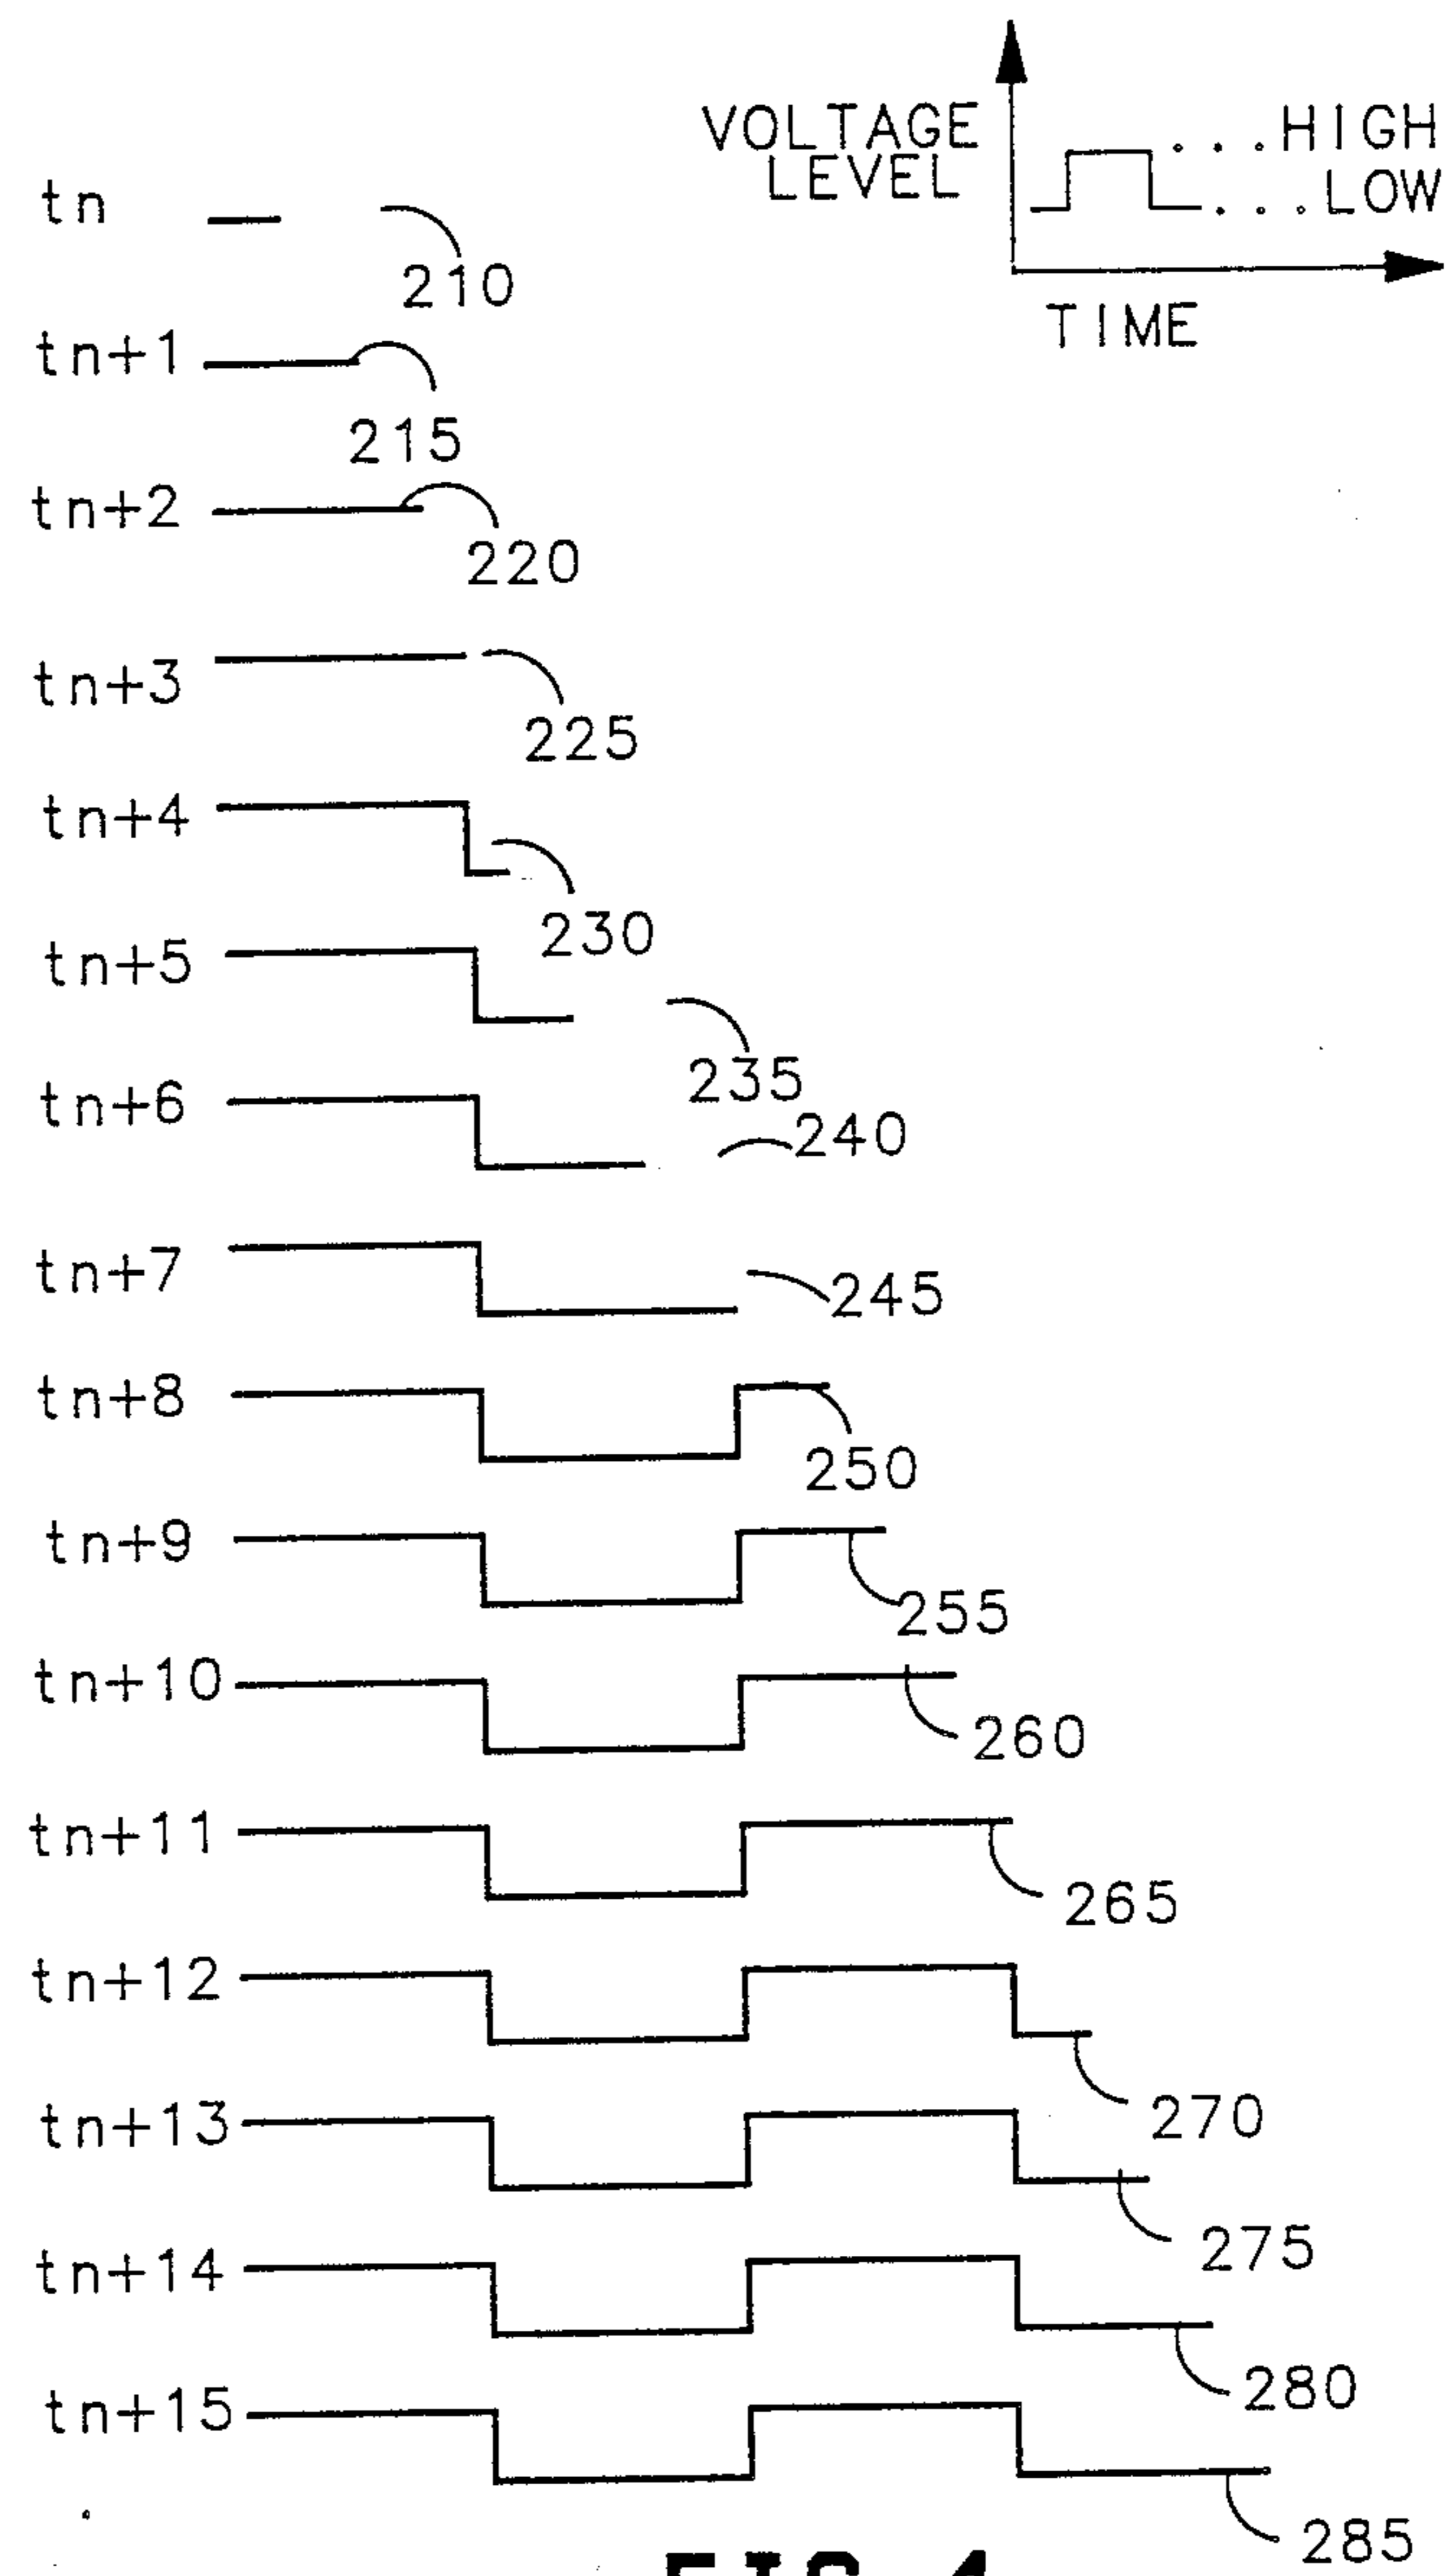 VOLTAGE LEVEL
. . . HIGH
. . . LOW
TIME
tn
210
tn+1
215
tn+2
220
tn+3
225
tn+4
230
tn+5
235
tn+6
240
tn+7
245
tn+8
250
tn+9
255
tn+10
260
tn+11
265
tn+12
270
tn+13
275
tn+14
280
tn+15
285